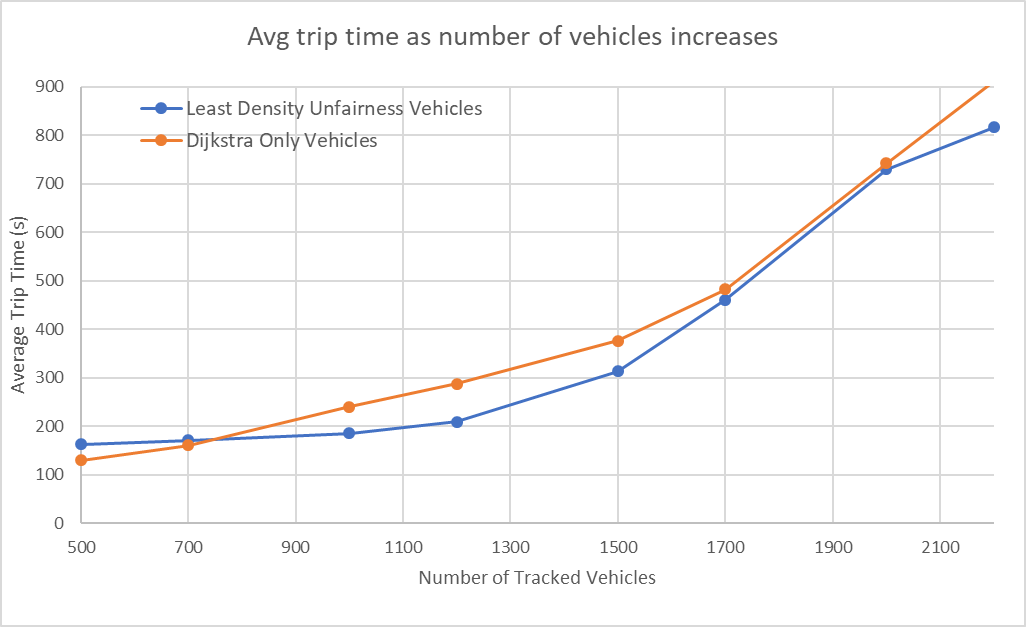 Avg trip time as number of vehicles increases
Least Density Unfairness Vehicles
Dijkstra Only Vehicles
900
800
700
600
500
400
300
200
100
0
Average Trip Time (s)
500 700 900 1100 1300 1500 1700 1900 2100
Number of Tracked Vehicles